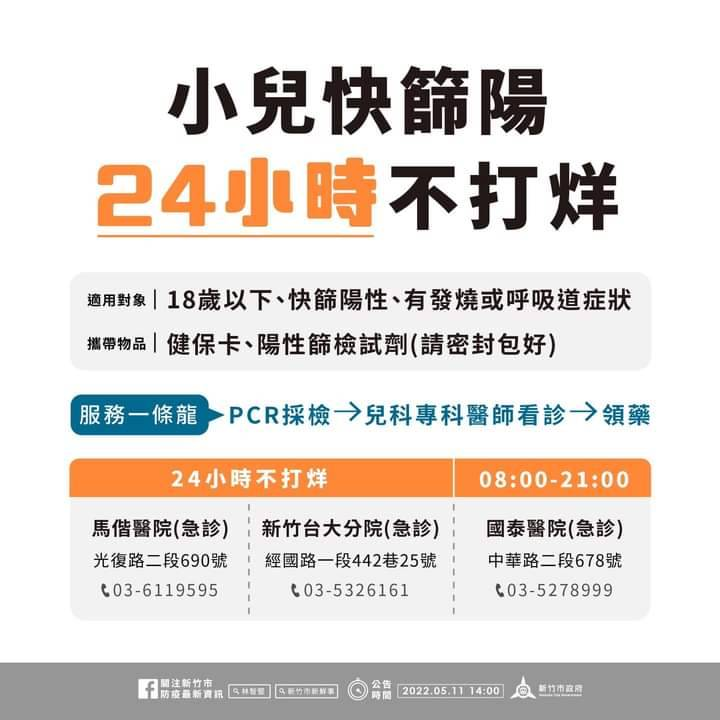 小兒快篩陽
24小時不打烊
適用對象｜18歲以下、快篩陽性、有發燒或呼吸道症狀
攜帶物品｜健保卡、陽性篩檢試劑(請密封包好)
服務一條龍 PCR採檢→兒科專科醫師看診→領藥
24小時不打烊 08:00-21:00
馬偕醫院(急診) 新竹台大分院(急診) 國泰醫院(急診)
光復路二段690號 經國路一段442巷25號 中華路二段678號
03-6119595 03-5326161 03-5278999
關注新竹市
防疫最新資訊 林智堅 新竹市新鮮事 公告時間 2022.05.11 14:00 新竹市政府